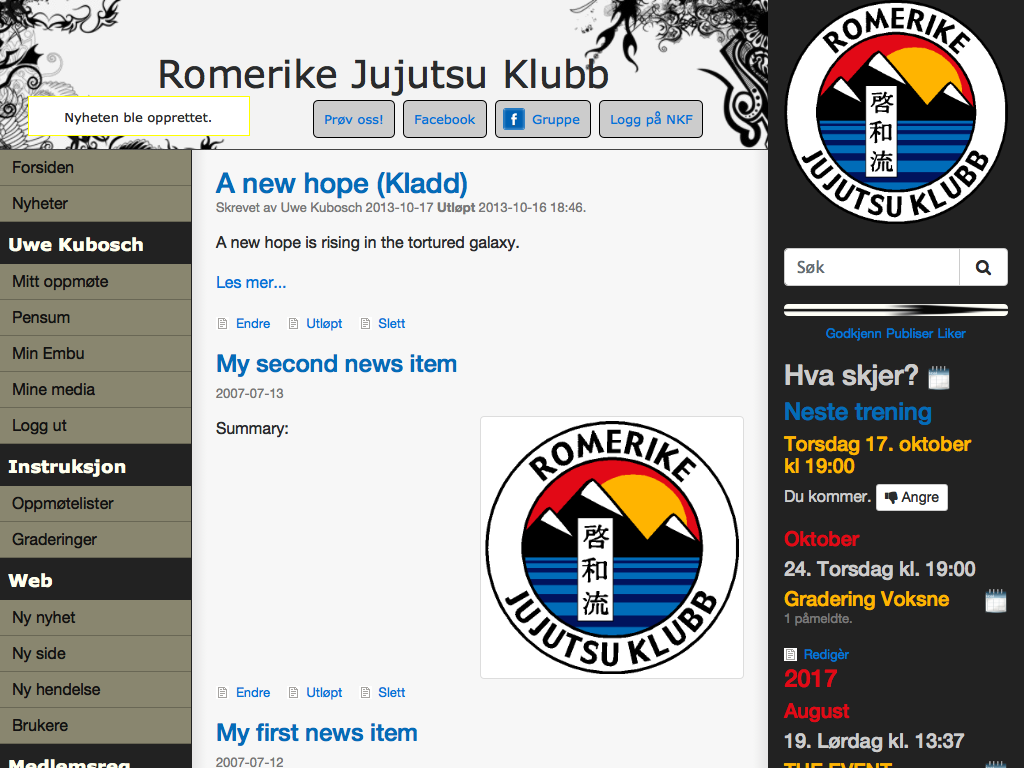 Romerike Jujutsu Klubb
Nyheten ble opprettet.
Prøv oss!
Facebook
Gruppe
Logg på NKF
Forsiden
Nyheter
Uwe Kubosch
Mitt oppmøte
Pensum
Min Embu
Mine media
Logg ut
Instruksjon
Oppmøtelister
Graderinger
Web
Ny nyhet
Ny side
Ny hendelse
Brukere
Medlemsreg
A new hope (Kladd)
Skrevet av Uwe Kubosch 2013-10-17 Utløpt 2013-10-16 18:46.
A new hope is rising in the tortured galaxy.
Les mer...
Endre Utløpt Slett
My second news item
2007-07-13
Summary:
ROMERIKE
啓和流
JUJUTSU KLUBB
Endre Utløpt Slett
My first news item
2007-07-12
ROMERIKE
啓和流
JUJUTSU KLUBB
Søk
Godkjenn Publiser Liker
Hva skjer?
Neste trening
Torsdag 17. oktober
kl 19:00
Du kommer. Angre
Oktober
24. Torsdag kl. 19:00
Gradering Voksne
1 påmeldte.
Redigèr
2017
August
19. Lørdag kl. 13:37
THE EVENT